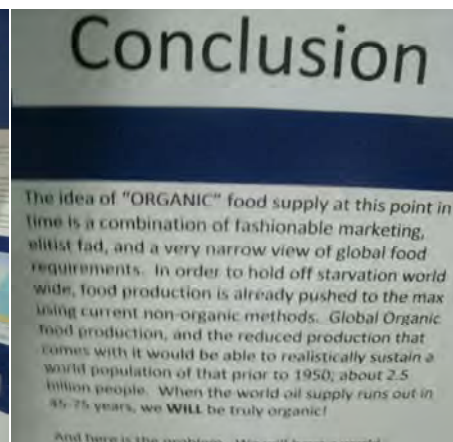 Conclusion
The idea of "ORGANIC" food supply at this point in
time is a combination of fashionable marketing,
elitist fad, and a very narrow view of global food
requirements. In order to hold off starvation world
wide, food production is already pushed to the max
using current non-organic methods. Global Organic
food production, and the reduced production that
comes with it would be able to realistically sustain a
world population of that prior to 1950; about 2.5
billion people. When the world oil supply runs out in
45-75 years, we WILL be truly organic!
And here is the problem. We will